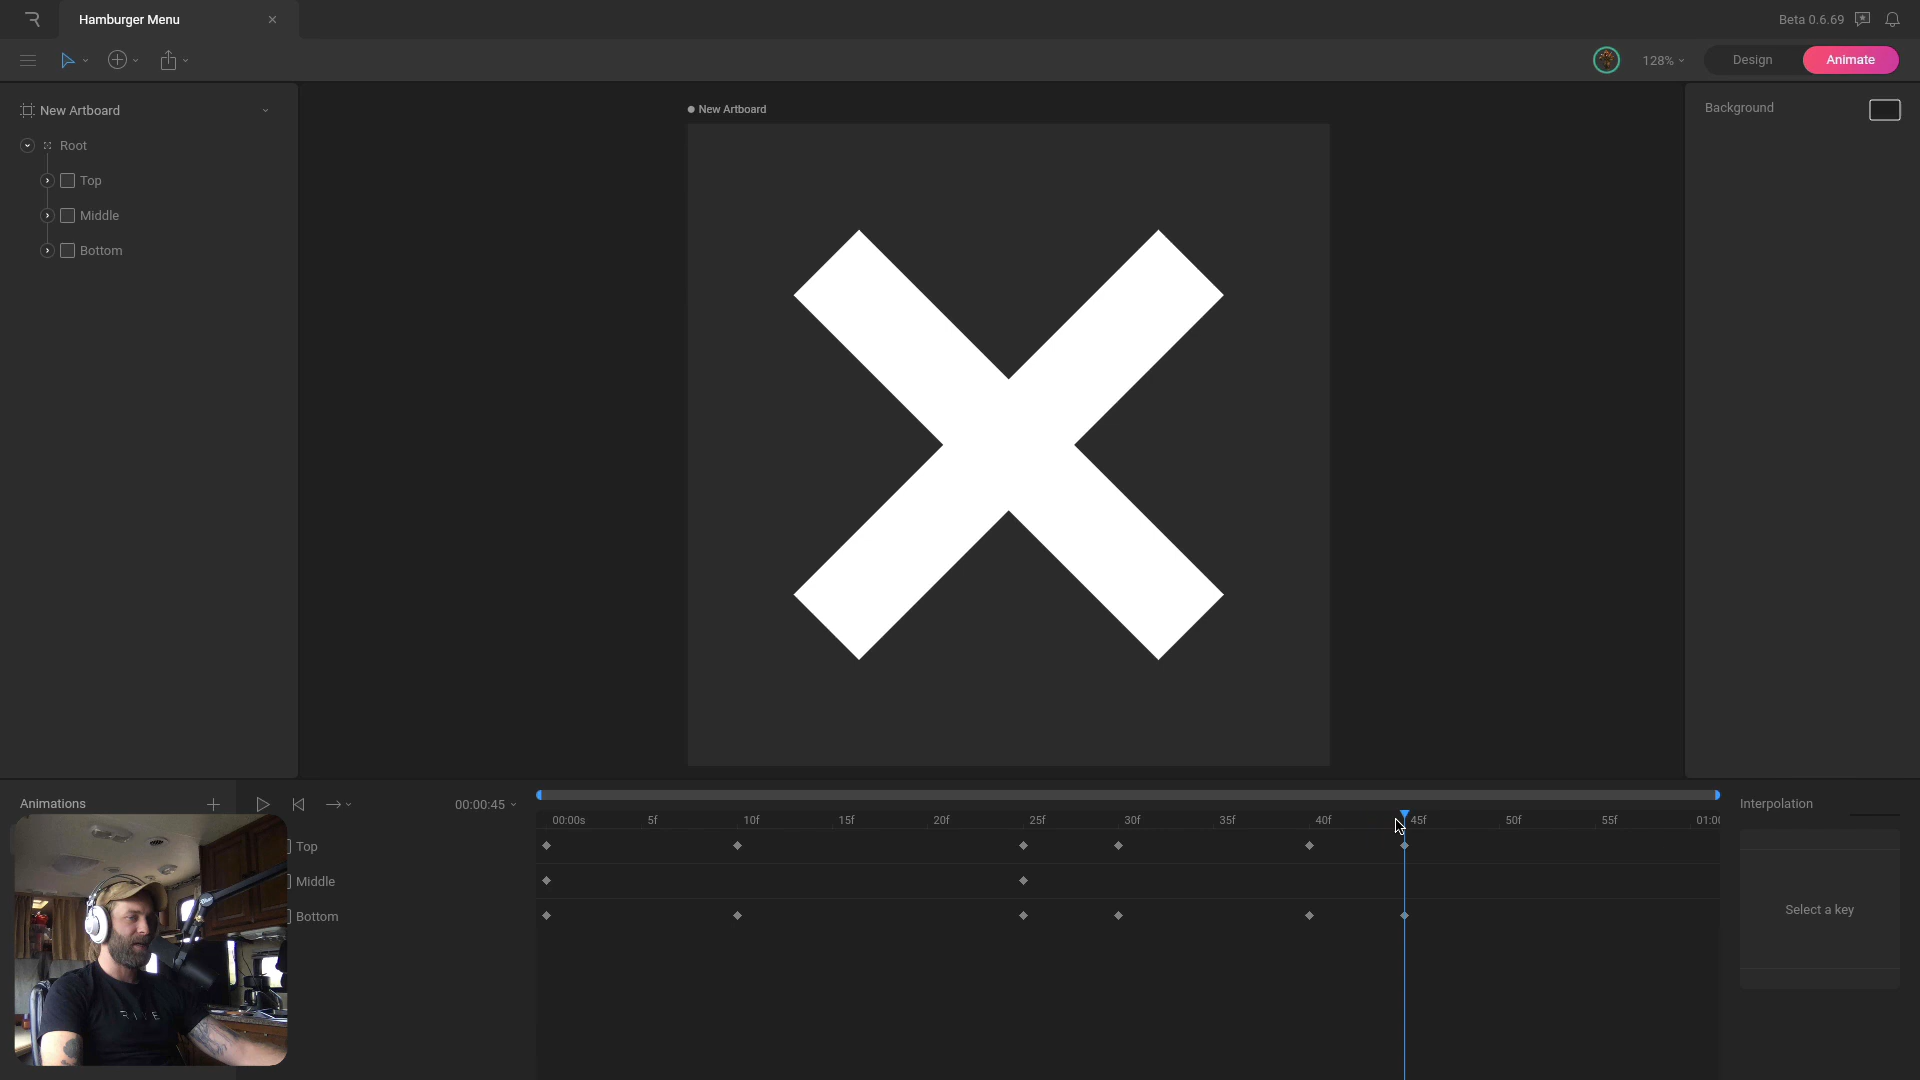 Hamburger Menu
Beta 0.6.69
128%
Design
Animate
New Artboard
Root
Top
Middle
Bottom
New Artboard
Background
Animations
00:00:45
00:00s 5f 10f 15f 20f 25f 30f 35f 40f 45f 50f 55f 01:00
Top
Middle
Bottom
Interpolation
Select a key